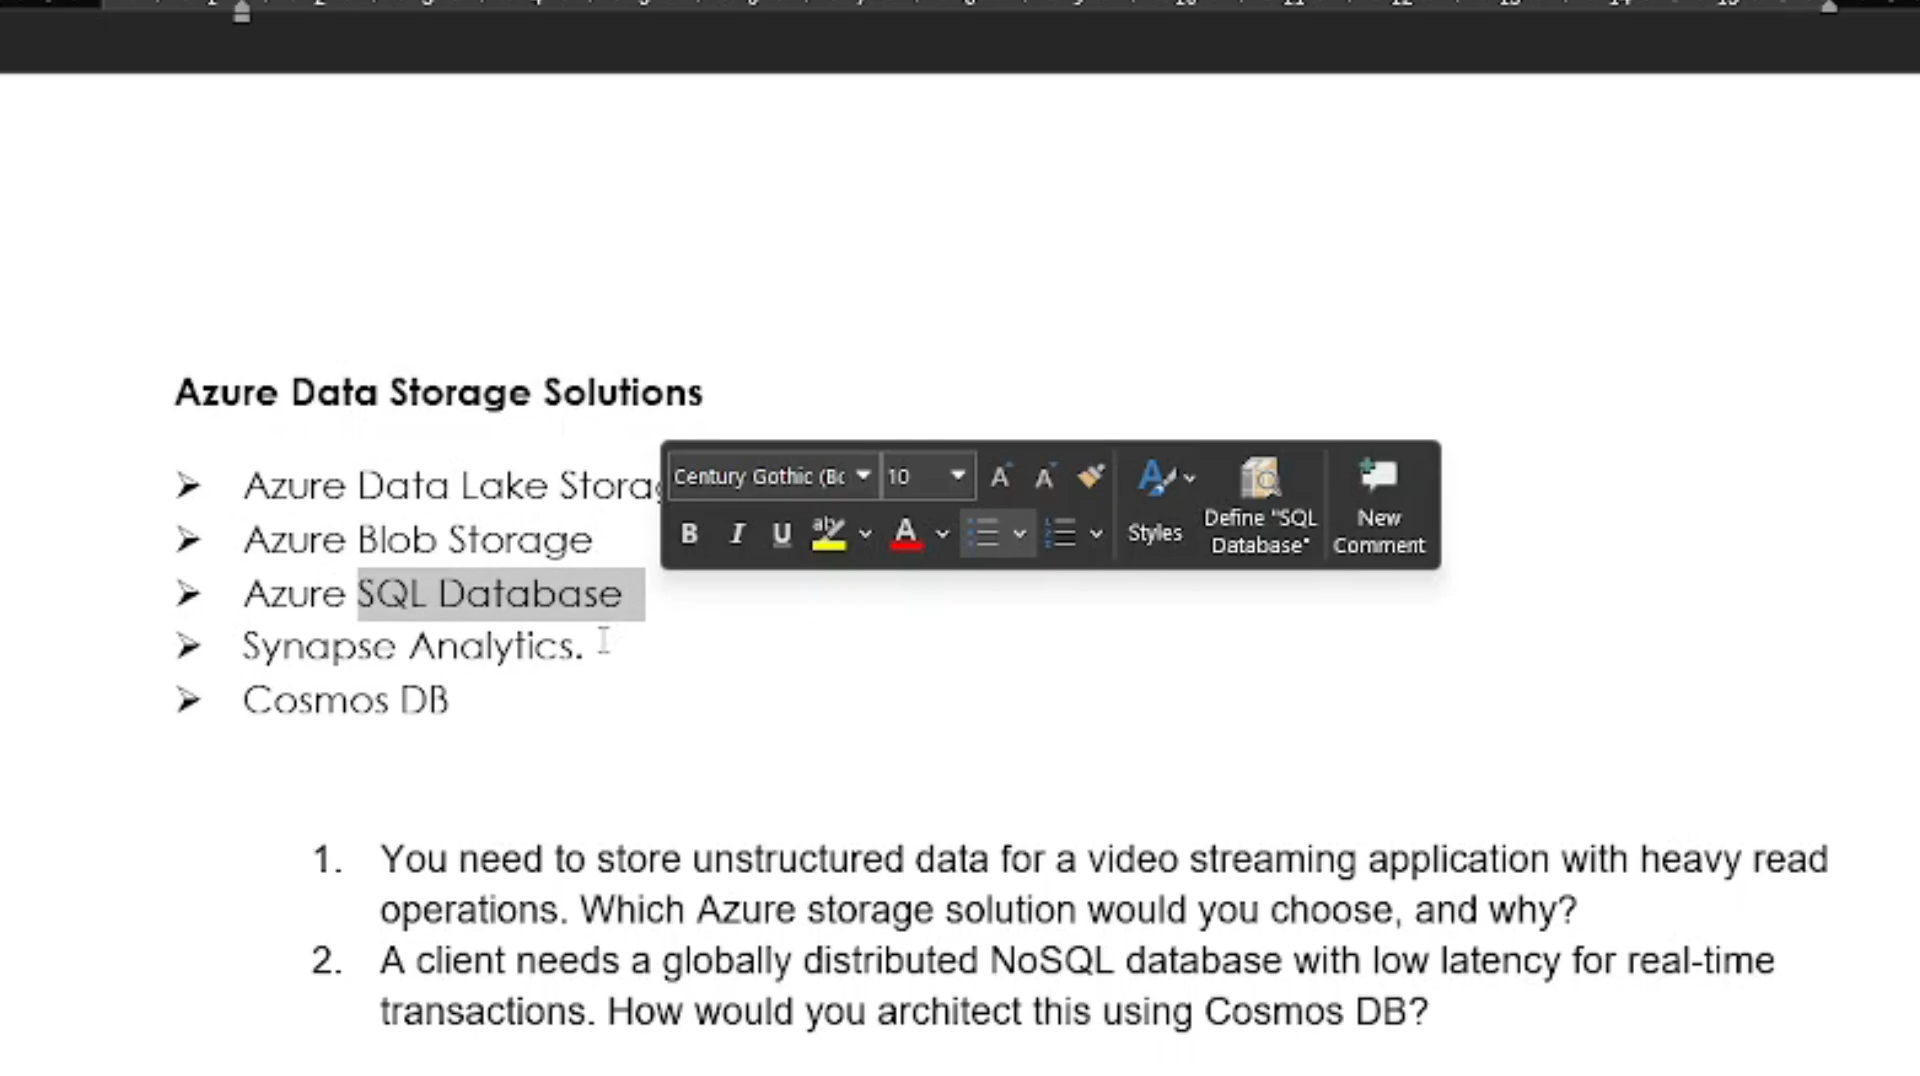 Azure Data Storage Solutions
Azure Data Lake Storag
Azure Blob Storage
Azure SQL Database
Synapse Analytics.
Cosmos DB
Century Gothic (Bc 10 A A
B I U ab A Styles Define "SQL Database" New Comment
1. You need to store unstructured data for a video streaming application with heavy read
operations. Which Azure storage solution would you choose, and why?
2. A client needs a globally distributed NoSQL database with low latency for real-time
transactions. How would you architect this using Cosmos DB?